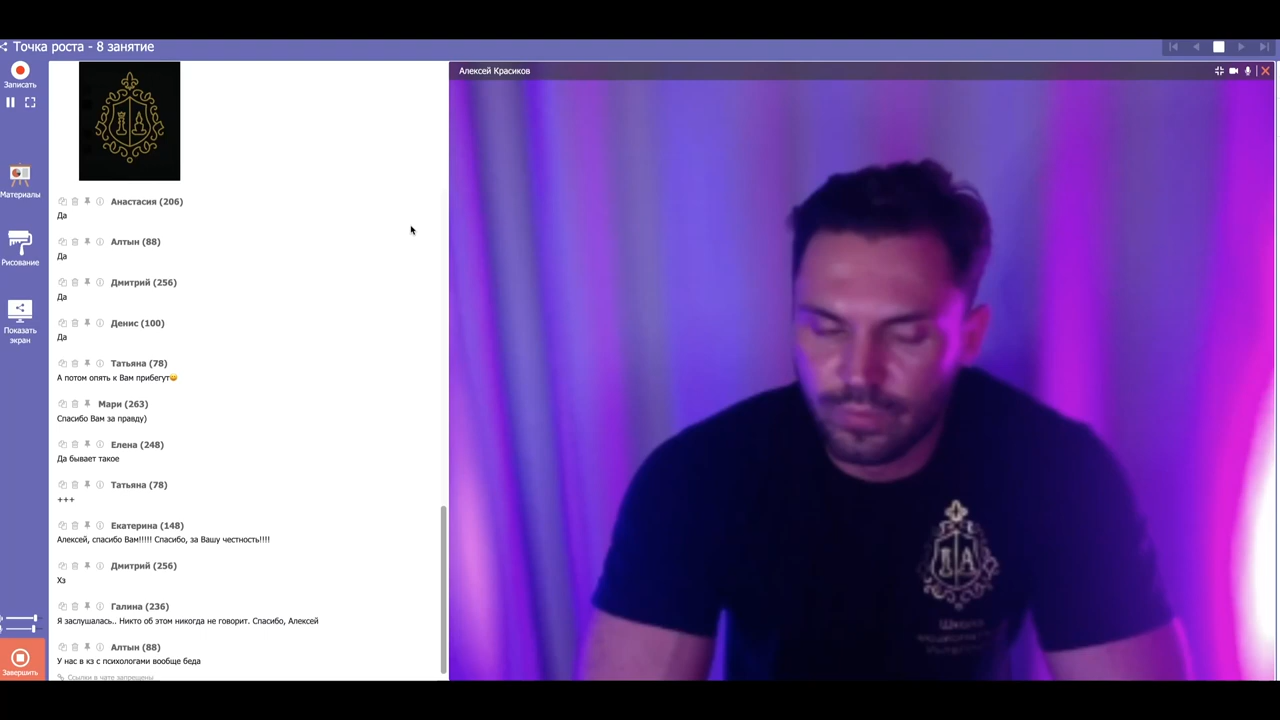 Точка роста - 8 занятие
Записать
Материалы
Рисование
Показать
экран
Завершить
Анастасия (206)
Да
Алтын (88)
Да
Дмитрий (256)
Да
Денис (100)
Да
Татьяна (78)
А потом опять к Вам прибегут😄
Мари (263)
Спасибо Вам за правду)
Елена (248)
Да бывает такое
Татьяна (78)
+++
Екатерина (148)
Алексей, спасибо Вам!!!!! Спасибо, за Вашу честность!!!!
Дмитрий (256)
Хз
Галина (236)
Я заслушалась.. Никто об этом никогда не говорит. Спасибо, Алексей
Алтын (88)
У нас в кз с психологами вообще беда
Ссылки в чате запрещены
Алексей Красиков
Школа